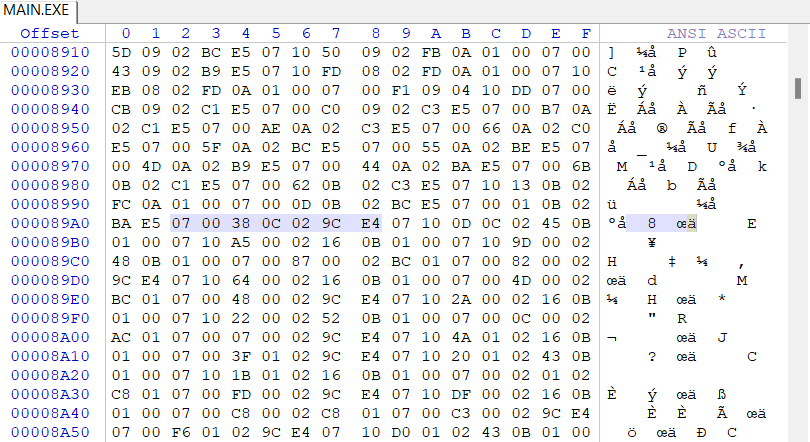 MAIN.EXE
Offset 0 1 2 3 4 5 6 7 8 9 A B C D E F ANSI ASCII
00008910 5D 09 02 BC E5 07 10 50 09 02 FB 0A 01 00 07 00 ] ¼å P û
00008920 43 09 02 B9 E5 07 10 FD 08 02 FD 0A 01 00 07 10 C ¹å ý ý
00008930 EB 08 02 FD 0A 01 00 07 00 F1 09 04 10 DD 07 00 ë ý ñ Ý
00008940 CB 09 02 C1 E5 07 00 C0 09 02 C3 E5 07 00 B7 0A Ë Áå À Ãå ·
00008950 02 C1 E5 07 00 AE 0A 02 C3 E5 07 00 66 0A 02 C0 Áå ® Ãå f À
00008960 E5 07 00 5F 0A 02 BC E5 07 00 55 0A 02 BE E5 07 å _ ¼å U ¾å
00008970 00 4D 0A 02 B9 E5 07 00 44 0A 02 BA E5 07 00 6B M ¹å D ºå k
00008980 0B 02 C1 E5 07 00 62 0B 02 C3 E5 07 10 13 0B 02 Áå b Ãå
00008990 FC 0A 01 00 07 00 0D 0B 02 BC E5 07 00 01 0B 02 ü ¼å
000089A0 BA E5 07 00 38 0C 02 9C E4 07 10 0D 0C 02 45 0B ºå 8 œä E
000089B0 01 00 07 10 A5 00 02 16 0B 01 00 07 10 9D 00 02 ¥
000089C0 48 0B 01 00 07 00 87 00 02 BC 01 00 07 00 82 00 02 H ‡ ¼ ‚
000089D0 9C E4 07 10 64 00 02 16 0B 01 00 07 00 4D 00 02 œä d M
000089E0 BC 01 07 00 48 00 02 9C E4 07 10 2A 00 02 16 0B ¼ H œä *
000089F0 01 00 07 10 22 00 02 52 0B 01 00 07 00 0C 00 02 " R
00008A00 AC 01 07 00 07 00 02 9C E4 07 10 4A 01 02 16 0B ¬ œä J
00008A10 01 00 07 00 3F 01 02 9C E4 07 10 20 01 02 43 0B ? œä C
00008A20 01 00 07 10 1B 01 02 16 0B 01 00 07 00 02 01 02
00008A30 C8 01 07 00 FD 00 02 9C E4 07 10 DF 00 02 16 0B È ý œä ß
00008A40 01 00 07 00 C8 00 02 C8 01 07 00 C3 00 02 9C E4 È È Ã œä
00008A50 07 00 F6 01 02 9C E4 07 10 D0 01 02 43 0B 01 00 ö œä Ð C